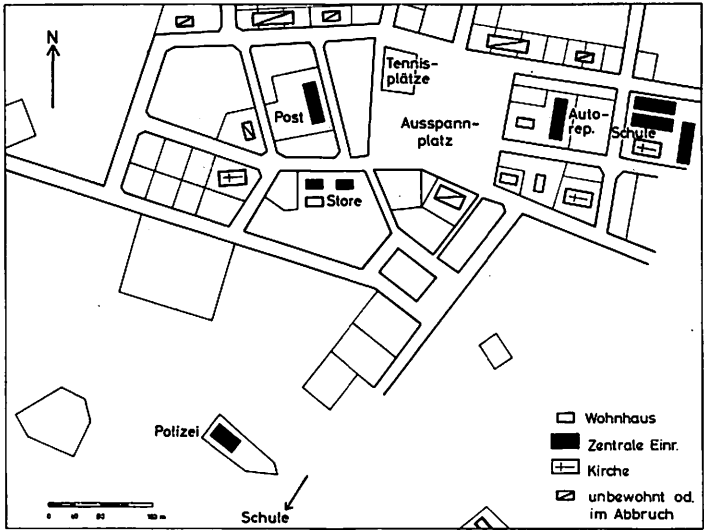 N
Tennis-
plätze
Post
Ausspann-
platz
Auto-
rep.
Schule
Store
Polizei
Schule
Wohnhaus
Zentrale Einr.
Kirche
unbewohnt od.
im Abbruch